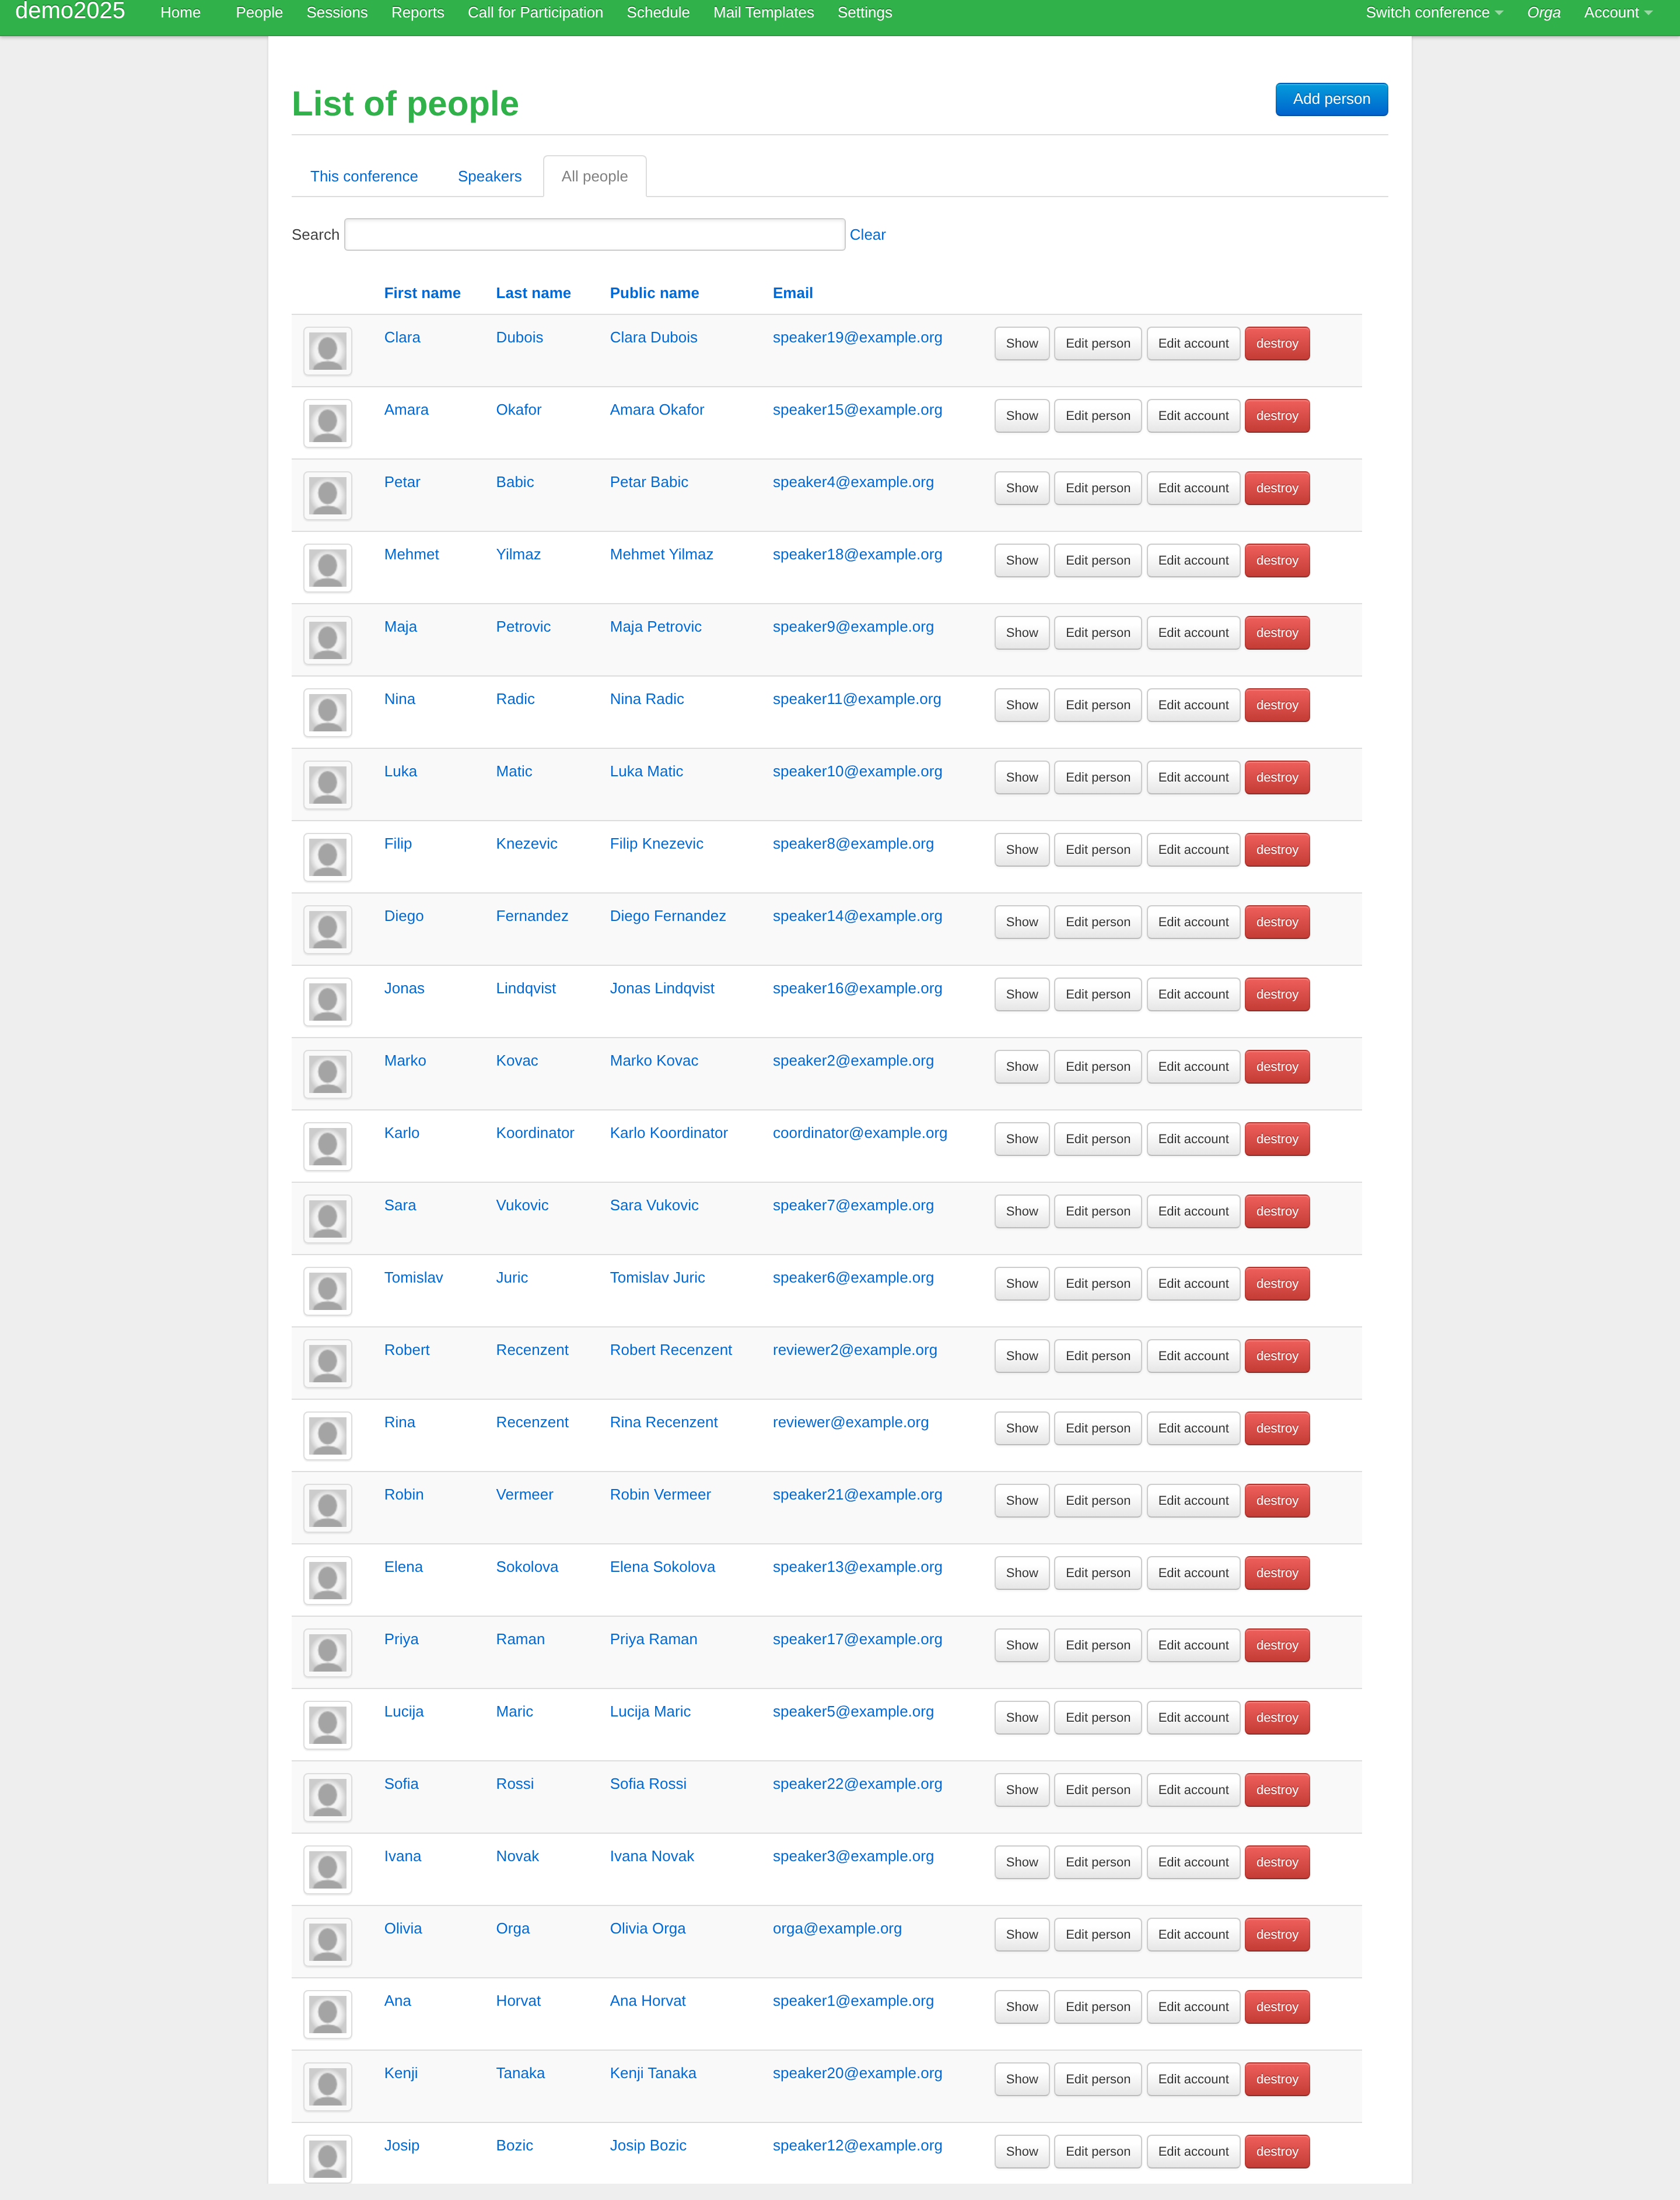 demo2025 Home People Sessions Reports Call for Participation Schedule Mail Templates Settings Switch conference Orga Account
List of people Add person
This conference Speakers All people
Search Clear
First name Last name Public name Email
Clara Dubois Clara Dubois speaker19@example.org Show Edit person Edit account destroy
Amara Okafor Amara Okafor speaker15@example.org Show Edit person Edit account destroy
Petar Babic Petar Babic speaker4@example.org Show Edit person Edit account destroy
Mehmet Yilmaz Mehmet Yilmaz speaker18@example.org Show Edit person Edit account destroy
Maja Petrovic Maja Petrovic speaker9@example.org Show Edit person Edit account destroy
Nina Radic Nina Radic speaker11@example.org Show Edit person Edit account destroy
Luka Matic Luka Matic speaker10@example.org Show Edit person Edit account destroy
Filip Knezevic Filip Knezevic speaker8@example.org Show Edit person Edit account destroy
Diego Fernandez Diego Fernandez speaker14@example.org Show Edit person Edit account destroy
Jonas Lindqvist Jonas Lindqvist speaker16@example.org Show Edit person Edit account destroy
Marko Kovac Marko Kovac speaker2@example.org Show Edit person Edit account destroy
Karlo Koordinator Karlo Koordinator coordinator@example.org Show Edit person Edit account destroy
Sara Vukovic Sara Vukovic speaker7@example.org Show Edit person Edit account destroy
Tomislav Juric Tomislav Juric speaker6@example.org Show Edit person Edit account destroy
Robert Recenzent Robert Recenzent reviewer2@example.org Show Edit person Edit account destroy
Rina Recenzent Rina Recenzent reviewer@example.org Show Edit person Edit account destroy
Robin Vermeer Robin Vermeer speaker21@example.org Show Edit person Edit account destroy
Elena Sokolova Elena Sokolova speaker13@example.org Show Edit person Edit account destroy
Priya Raman Priya Raman speaker17@example.org Show Edit person Edit account destroy
Lucija Maric Lucija Maric speaker5@example.org Show Edit person Edit account destroy
Sofia Rossi Sofia Rossi speaker22@example.org Show Edit person Edit account destroy
Ivana Novak Ivana Novak speaker3@example.org Show Edit person Edit account destroy
Olivia Orga Olivia Orga orga@example.org Show Edit person Edit account destroy
Ana Horvat Ana Horvat speaker1@example.org Show Edit person Edit account destroy
Kenji Tanaka Kenji Tanaka speaker20@example.org Show Edit person Edit account destroy
Josip Bozic Josip Bozic speaker12@example.org Show Edit person Edit account destroy